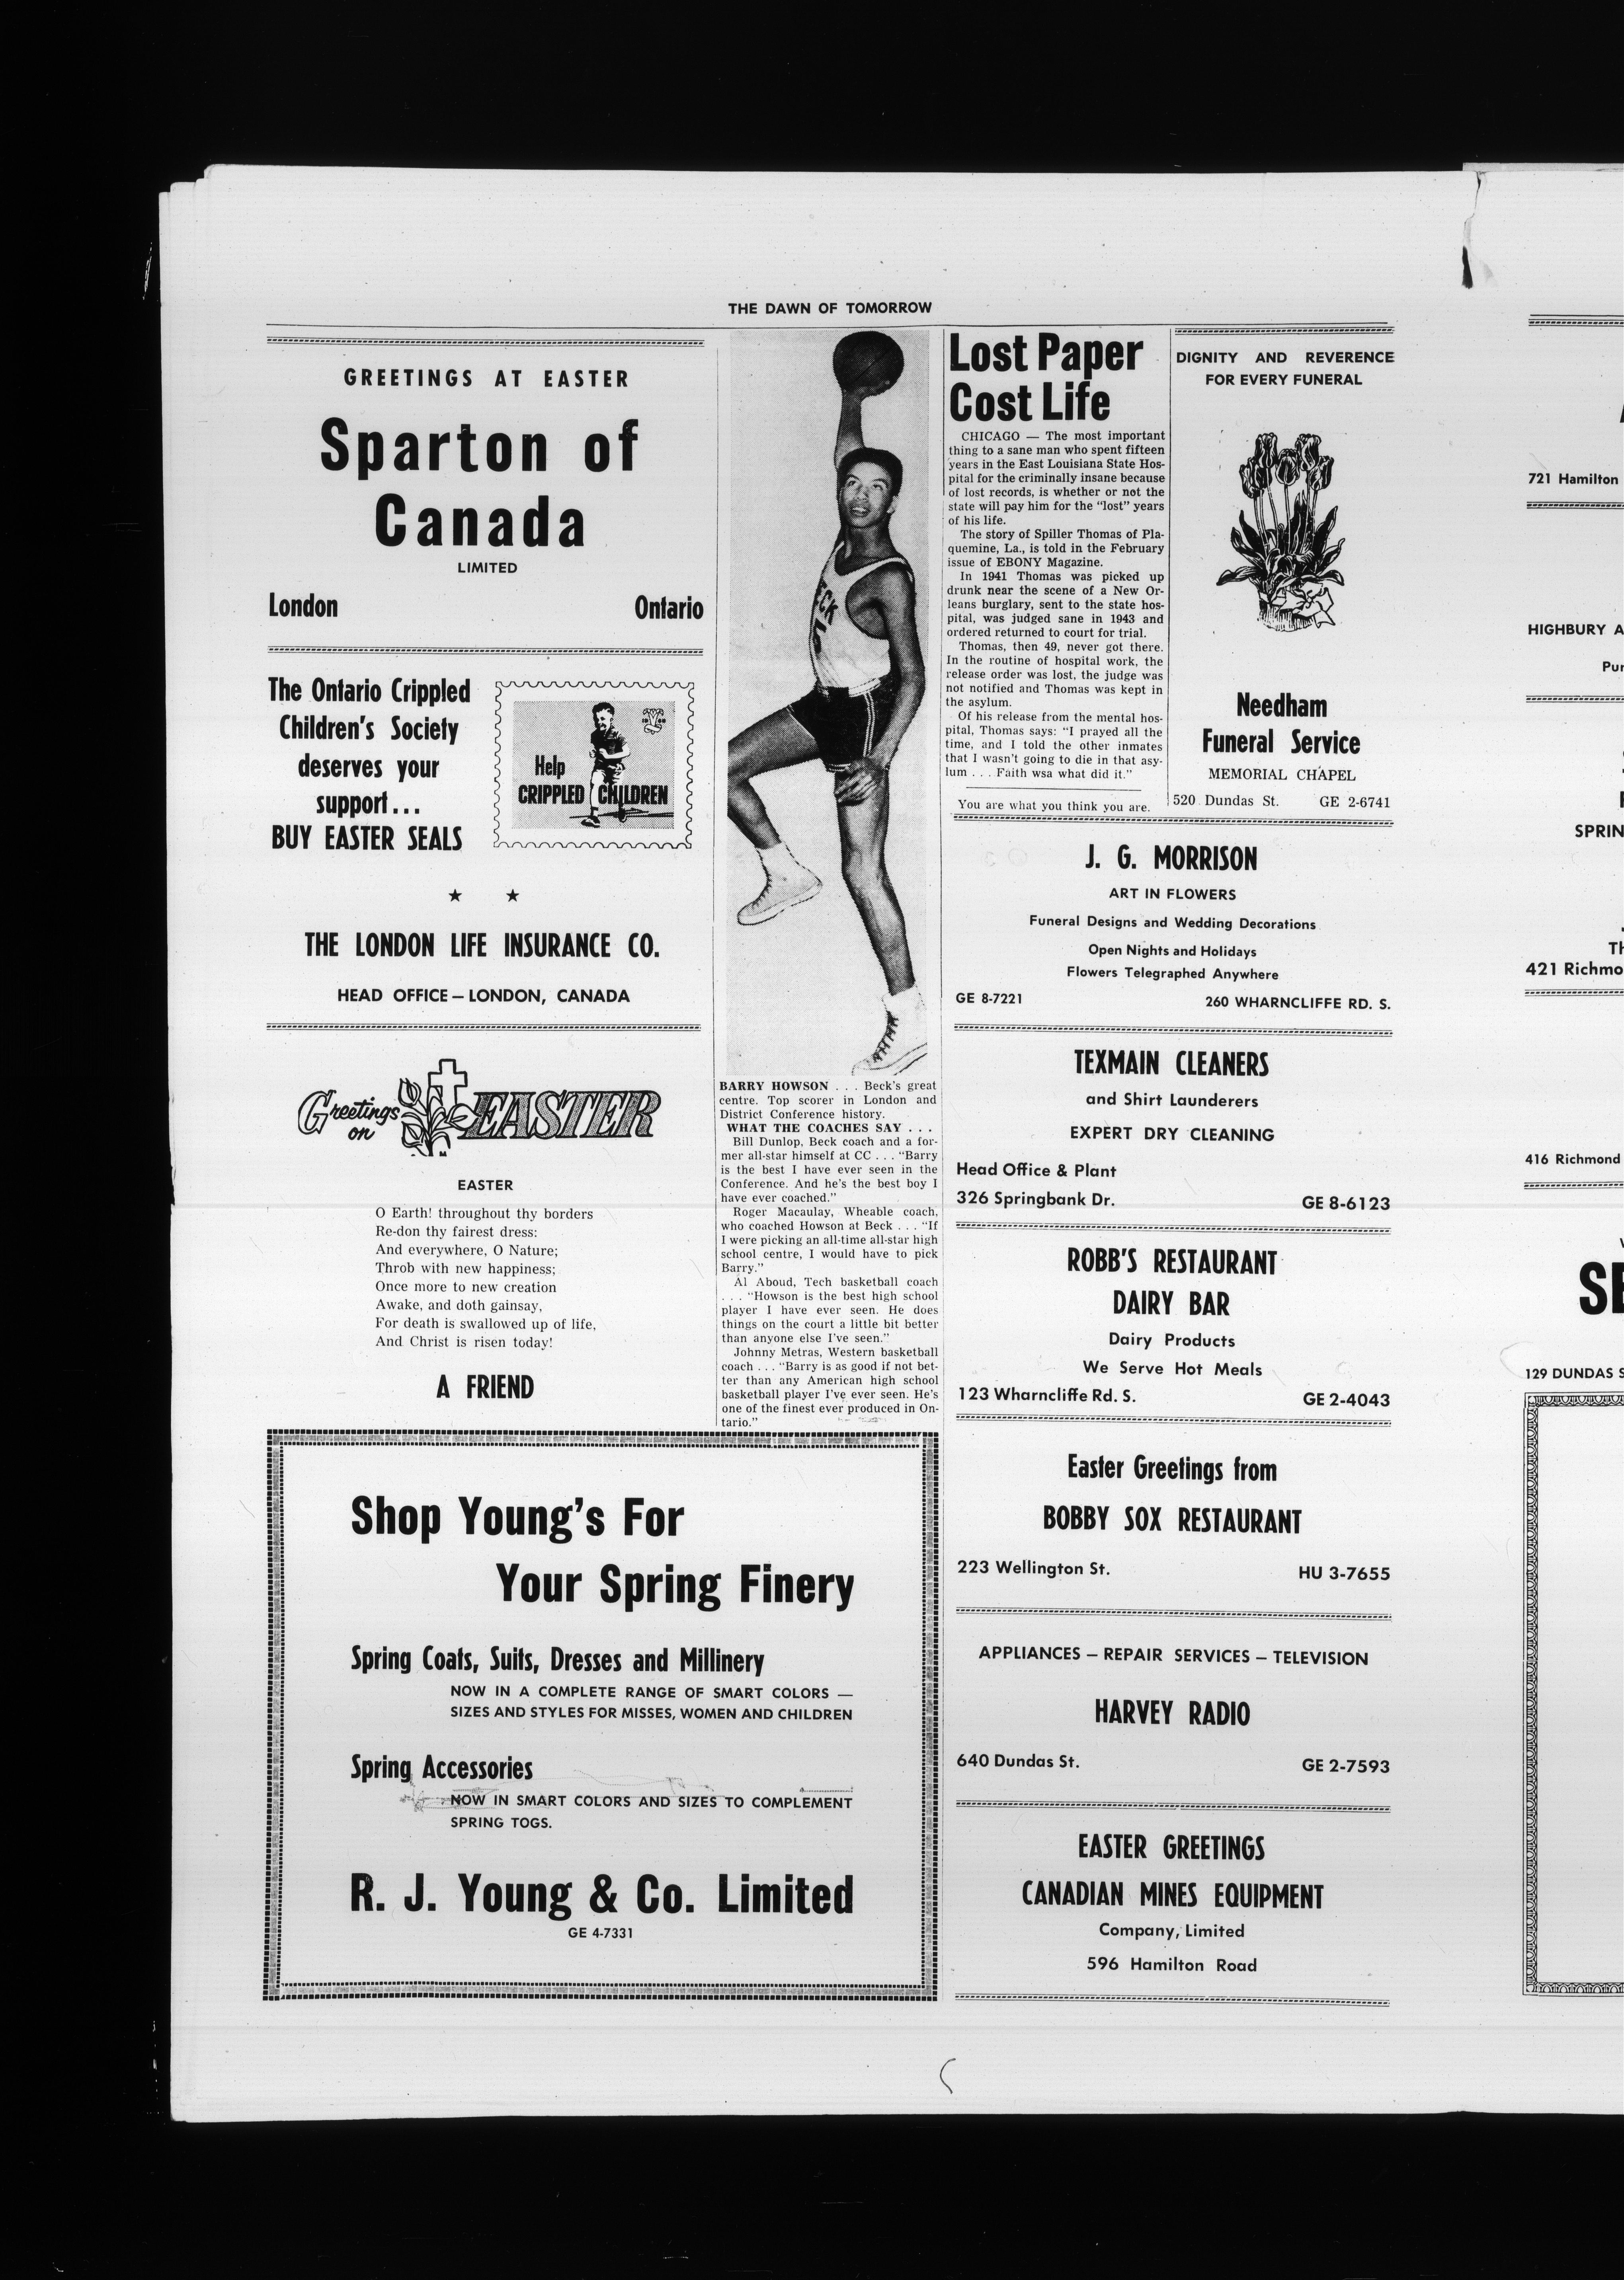 THE DAWN OF TOMORROW
GREETINGS AT EASTER
Sparton of
Canada
LIMITED
London Ontario
The Ontario Crippled
Children's Society
deserves your
support...
BUY EASTER SEALS
Help
CRIPPLED CHILDREN
★ ★
THE LONDON LIFE INSURANCE CO.
HEAD OFFICE – LONDON, CANADA
Greetings
on EASTER
EASTER
O Earth! throughout thy borders
Re-don thy fairest dress:
And everywhere, O Nature;
Throb with new happiness;
Once more to new creation
Awake, and doth gainsay,
For death is swallowed up of life,
And Christ is risen today!
A FRIEND
BECK
BARRY HOWSON . . . Beck's great
centre. Top scorer in London and
District Conference history.
WHAT THE COACHES SAY . . .
Bill Dunlop, Beck coach and a for-
mer all-star himself at CC . . . "Barry
is the best I have ever seen in the
Conference. And he's the best boy I
have ever coached."
Roger Macaulay, Wheable coach,
who coached Howson at Beck . . . "If
I were picking an all-time all-star high
school centre, I would have to pick
Barry."
Al Aboud, Tech basketball coach
. . . "Howson is the best high school
player I have ever seen. He does
things on the court a little bit better
than anyone else I've seen."
Johnny Metras, Western basketball
coach . . . "Barry is as good if not bet-
ter than any American high school
basketball player I've ever seen. He's
one of the finest ever produced in On-
tario."
Shop Young's For
Your Spring Finery
Spring Coats, Suits, Dresses and Millinery
NOW IN A COMPLETE RANGE OF SMART COLORS —
SIZES AND STYLES FOR MISSES, WOMEN AND CHILDREN
Spring Accessories
NOW IN SMART COLORS AND SIZES TO COMPLEMENT
SPRING TOGS.
R. J. Young & Co. Limited
GE 4-7331
Lost Paper
Cost Life
CHICAGO — The most important
thing to a sane man who spent fifteen
years in the East Louisiana State Hos-
pital for the criminally insane because
of lost records, is whether or not the
state will pay him for the "lost" years
of his life.
The story of Spiller Thomas of Pla-
quemine, La., is told in the February
issue of EBONY Magazine.
In 1941 Thomas was picked up
drunk near the scene of a New Or-
leans burglary, sent to the state hos-
pital, was judged sane in 1943 and
ordered returned to court for trial.
Thomas, then 49, never got there.
In the routine of hospital work, the
release order was lost, the judge was
not notified and Thomas was kept in
the asylum.
Of his release from the mental hos-
pital, Thomas says: "I prayed all the
time, and I told the other inmates
that I wasn't going to die in that asy-
lum . . . Faith wsa what did it."
You are what you think you are.
DIGNITY AND REVERENCE
FOR EVERY FUNERAL
Needham
Funeral Service
MEMORIAL CHAPEL
520 Dundas St. GE 2-6741
J. G. MORRISON
ART IN FLOWERS
Funeral Designs and Wedding Decorations
Open Nights and Holidays
Flowers Telegraphed Anywhere
GE 8-7221 260 WHARNCLIFFE RD. S.
TEXMAIN CLEANERS
and Shirt Launderers
EXPERT DRY CLEANING
Head Office & Plant
326 Springbank Dr. GE 8-6123
ROBB'S RESTAURANT
DAIRY BAR
Dairy Products
We Serve Hot Meals
123 Wharncliffe Rd. S. GE 2-4043
Easter Greetings from
BOBBY SOX RESTAURANT
223 Wellington St. HU 3-7655
APPLIANCES – REPAIR SERVICES – TELEVISION
HARVEY RADIO
640 Dundas St. GE 2-7593
EASTER GREETINGS
CANADIAN MINES EQUIPMENT
Company, Limited
596 Hamilton Road
721 Hamilton
HIGHBURY A
Pur
SPRIN
Th
421 Richmo
416 Richmond
SE
129 DUNDAS S